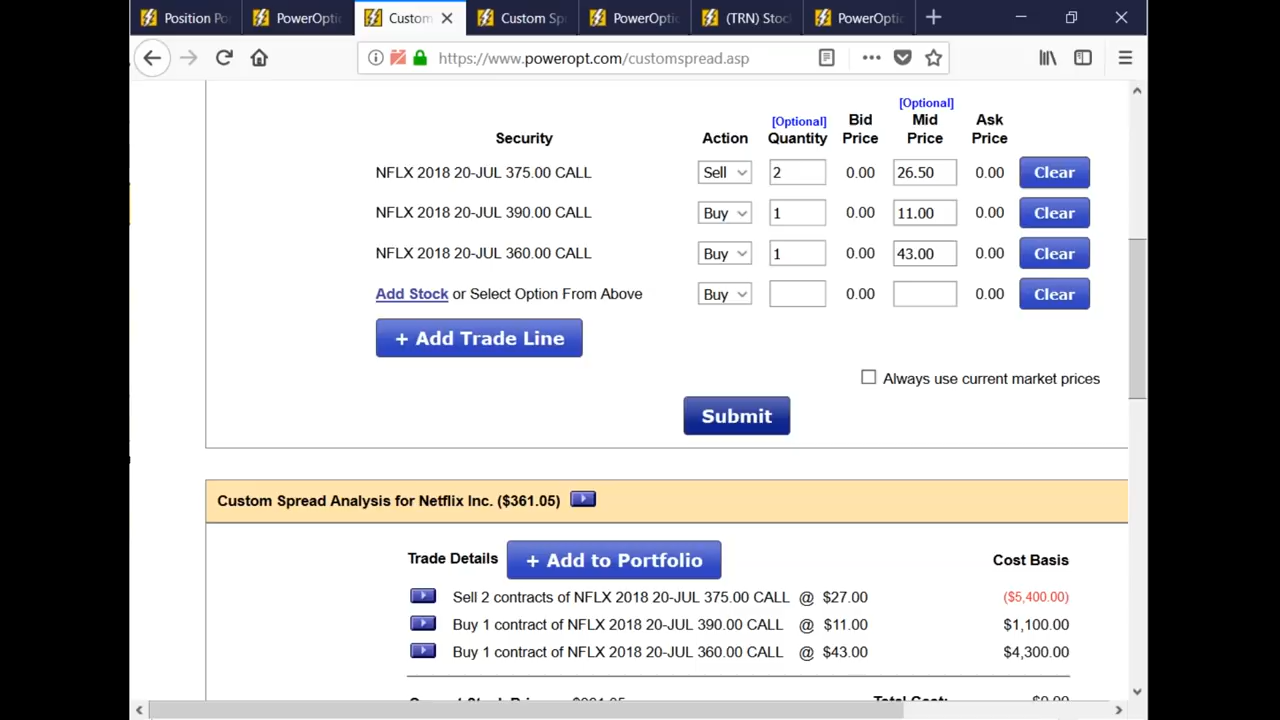 Position Po PowerOptic Custom Custom Spr PowerOptic (TRN) Stoc PowerOptic
https://www.poweropt.com/customspread.asp
[Optional]
[Optional] Bid Mid Ask
Security Action Quantity Price Price Price
NFLX 2018 20-JUL 375.00 CALL Sell 2 0.00 26.50 0.00 Clear
NFLX 2018 20-JUL 390.00 CALL Buy 1 0.00 11.00 0.00 Clear
NFLX 2018 20-JUL 360.00 CALL Buy 1 0.00 43.00 0.00 Clear
Add Stock or Select Option From Above Buy 0.00 0.00 Clear
+ Add Trade Line
Always use current market prices
Submit
Custom Spread Analysis for Netflix Inc. ($361.05)
Trade Details + Add to Portfolio Cost Basis
Sell 2 contracts of NFLX 2018 20-JUL 375.00 CALL @ $27.00 ($5,400.00)
Buy 1 contract of NFLX 2018 20-JUL 390.00 CALL @ $11.00 $1,100.00
Buy 1 contract of NFLX 2018 20-JUL 360.00 CALL @ $43.00 $4,300.00